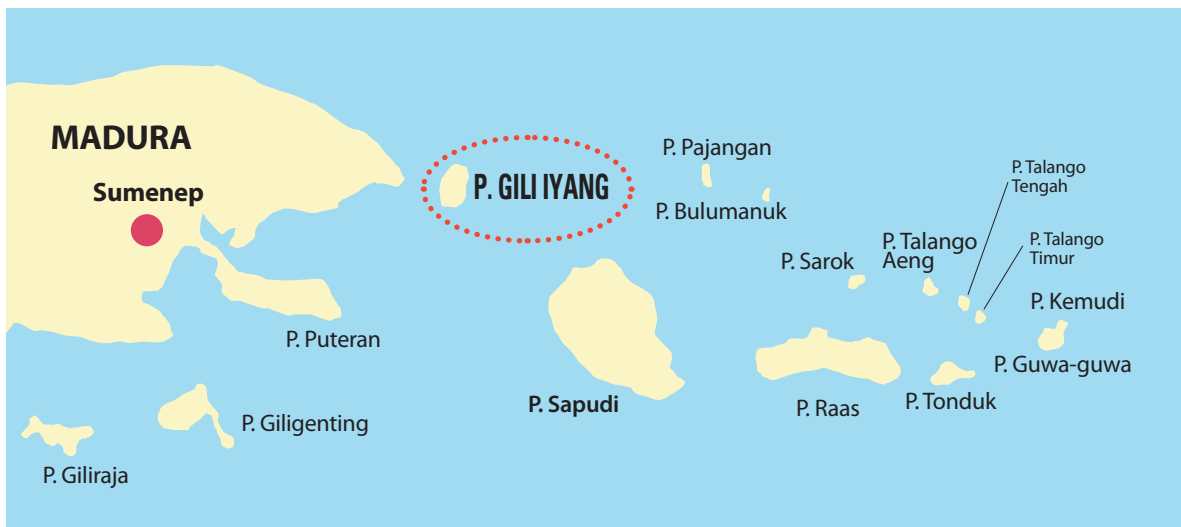 MADURA
Sumenep
P. GILI IYANG
P. Pajangan
P. Bulumanuk
P. Talango
Tengah
P. Talango
Aeng
P. Talango
Timur
P. Sarok
P. Kemudi
P. Puteran
P. Guwa-guwa
P. Sapudi
P. Raas
P. Tonduk
P. Giligenting
P. Giliraja